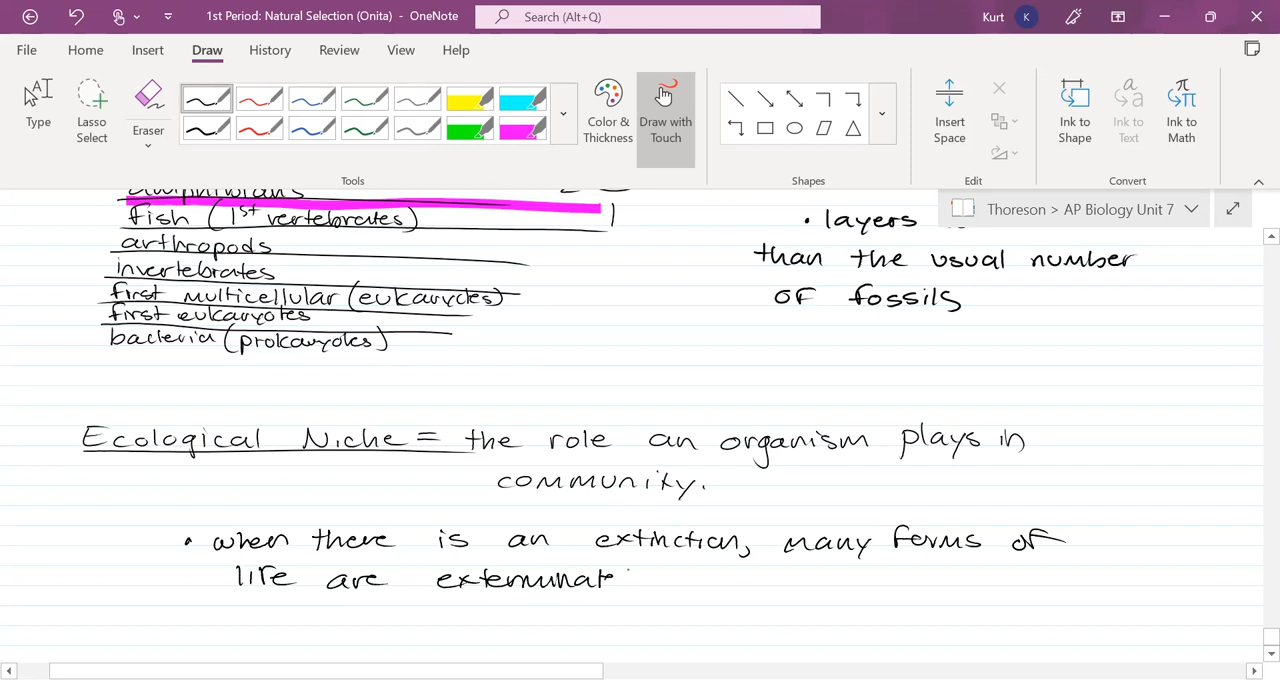 1st Period: Natural Selection (Onita) - OneNote
Search (Alt+Q)
Kurt
K
File
Home
Insert
Draw
History
Review
View
Help
Type
Lasso Select
Eraser
Color & Thickness
Draw with Touch
Insert Space
Ink to Shape
Ink to Text
Ink to Math
Tools
Shapes
Edit
Convert
Thoreson > AP Biology Unit 7
fish (1st vertebrates)
arthropods
invertebrates
first multicellular (eukaryotes)
first eukaryotes
bacteria (prokaryotes)
• layers
than the usual number
of fossils
Ecological Niche = the role an organism plays in
community.
• when there is an extinction, many forms of
life are exterminate